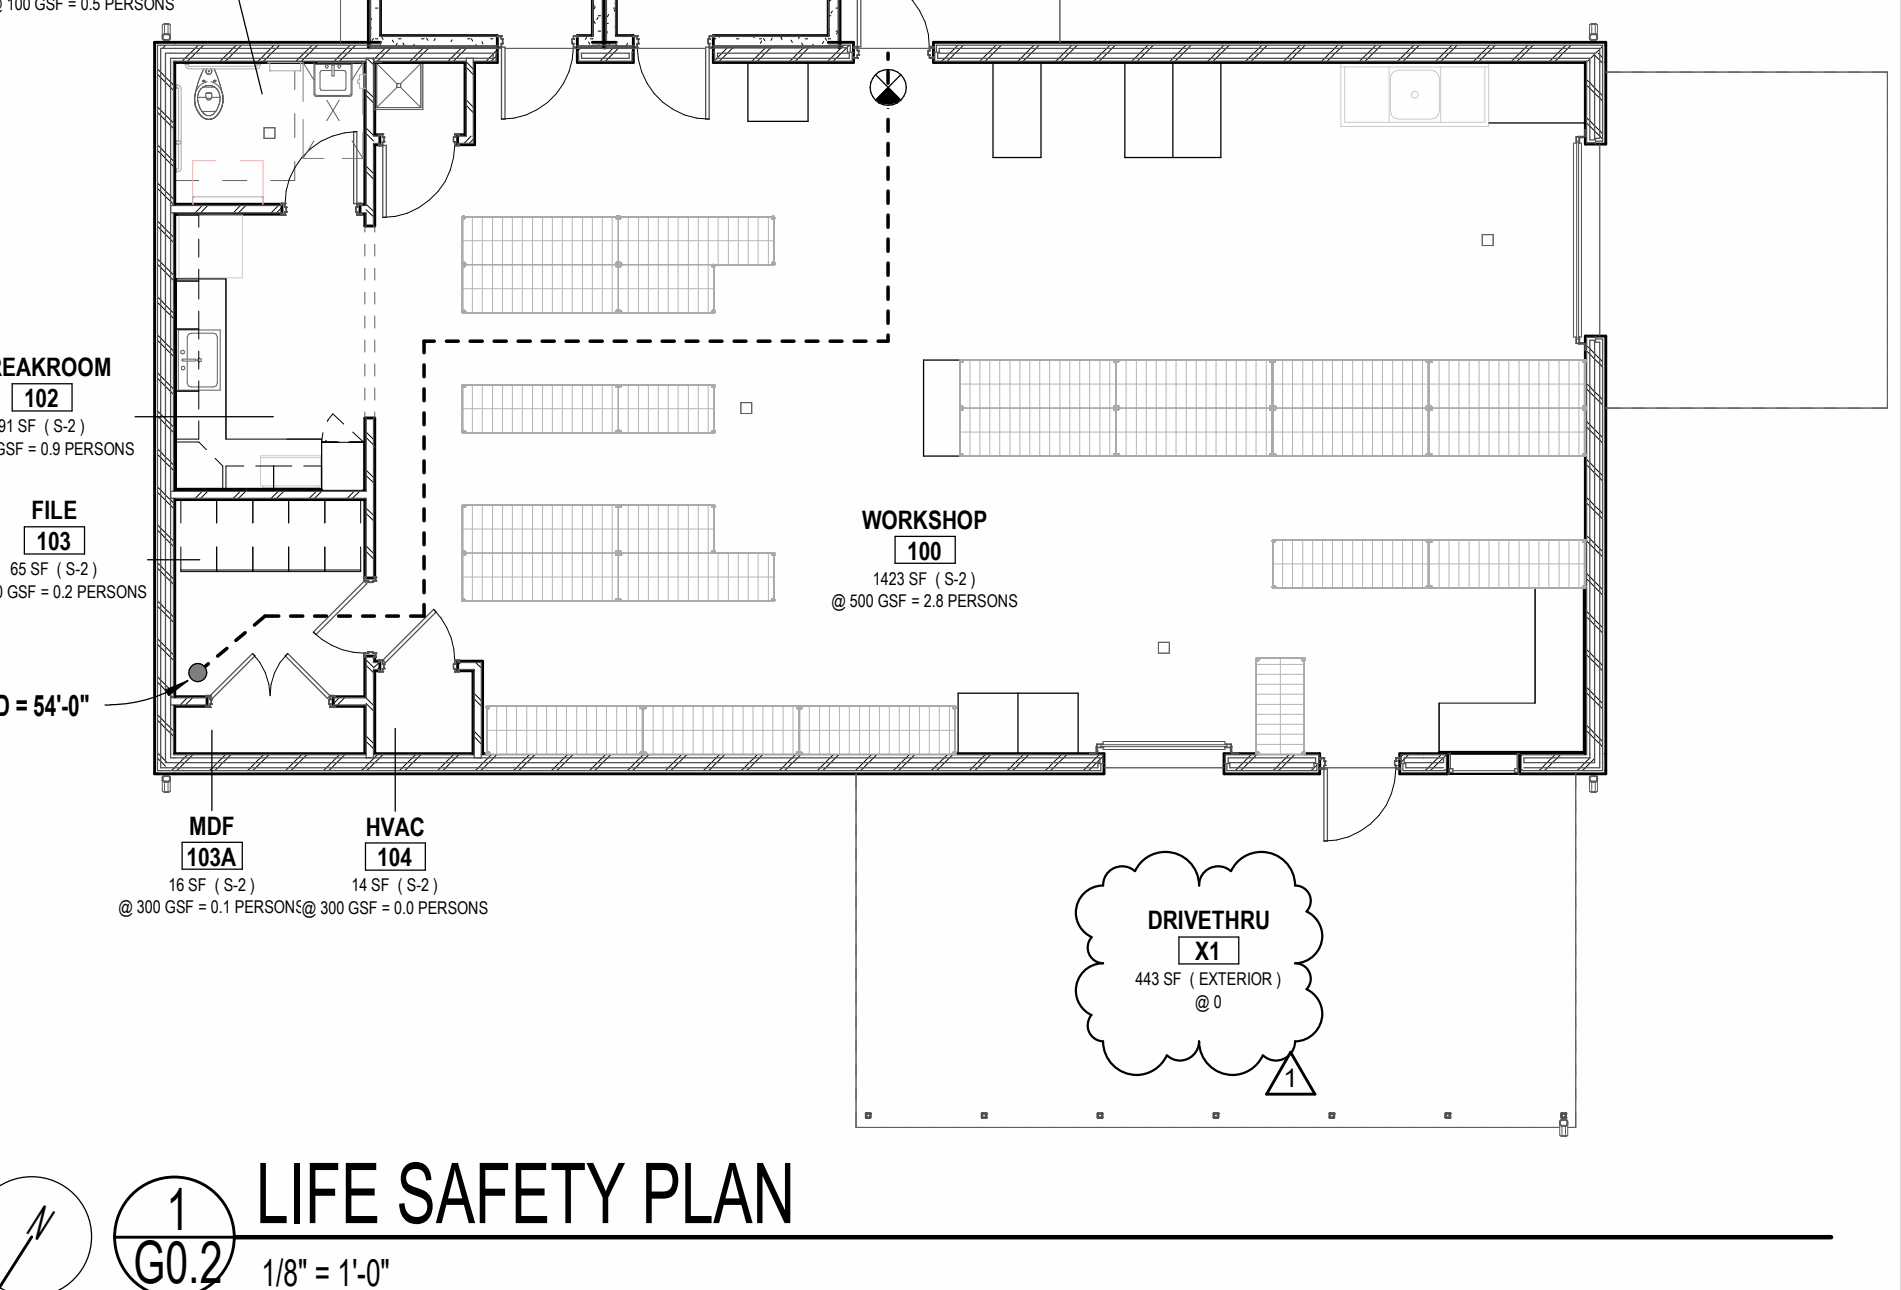 @ 100 GSF = 0.5 PERSONS
REAKROOM
102
91 SF ( S-2 )
GSF = 0.9 PERSONS
FILE
103
65 SF ( S-2 )
0 GSF = 0.2 PERSONS
WORKSHOP
100
1423 SF ( S-2 )
@ 500 GSF = 2.8 PERSONS
D = 54'-0"
MDF
103A
16 SF ( S-2 )
@ 300 GSF = 0.1 PERSONS
HVAC
104
14 SF ( S-2 )
@ 300 GSF = 0.0 PERSONS
DRIVETHRU
X1
443 SF ( EXTERIOR )
@ 0
1
N
1
G0.2
LIFE SAFETY PLAN
1/8" = 1'-0"